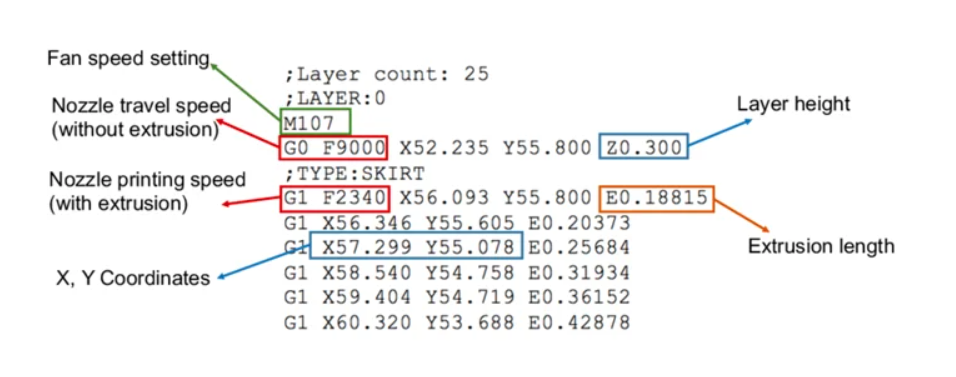 Fan speed setting
;Layer count: 25
;LAYER:0
Nozzle travel speed
(without extrusion)
M107
Layer height
G0 F9000 X52.235 Y55.800 Z0.300
;TYPE:SKIRT
Nozzle printing speed
(with extrusion)
G1 F2340 X56.093 Y55.800 E0.18815
G1 X56.346 Y55.605 E0.20373
G1 X57.299 Y55.078 E0.25684
Extrusion length
X, Y Coordinates
G1 X58.540 Y54.758 E0.31934
G1 X59.404 Y54.719 E0.36152
G1 X60.320 Y53.688 E0.42878